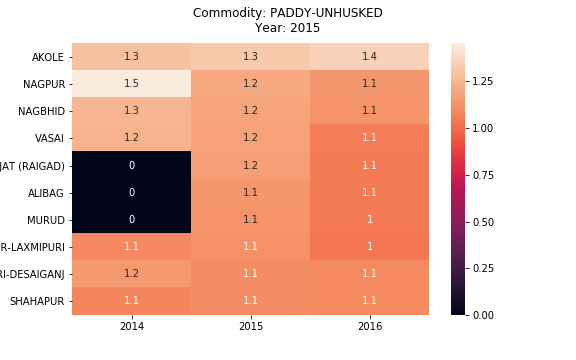 Commodity: PADDY-UNHUSKED
Year: 2015
AKOLE 1.3 1.3 1.4
NAGPUR 1.5 1.2 1.1
NAGBHID 1.3 1.2 1.1
VASAI 1.2 1.2 1.1
JAT (RAIGAD) 0 1.2 1.1
ALIBAG 0 1.1 1.1
MURUD 0 1.1 1
R-LAXMIPURI 1.1 1.1 1
RI-DESAIGANJ 1.2 1.1 1.1
SHAHAPUR 1.1 1.1 1.1
2014 2015 2016
1.25
1.00
0.75
0.50
0.25
0.00